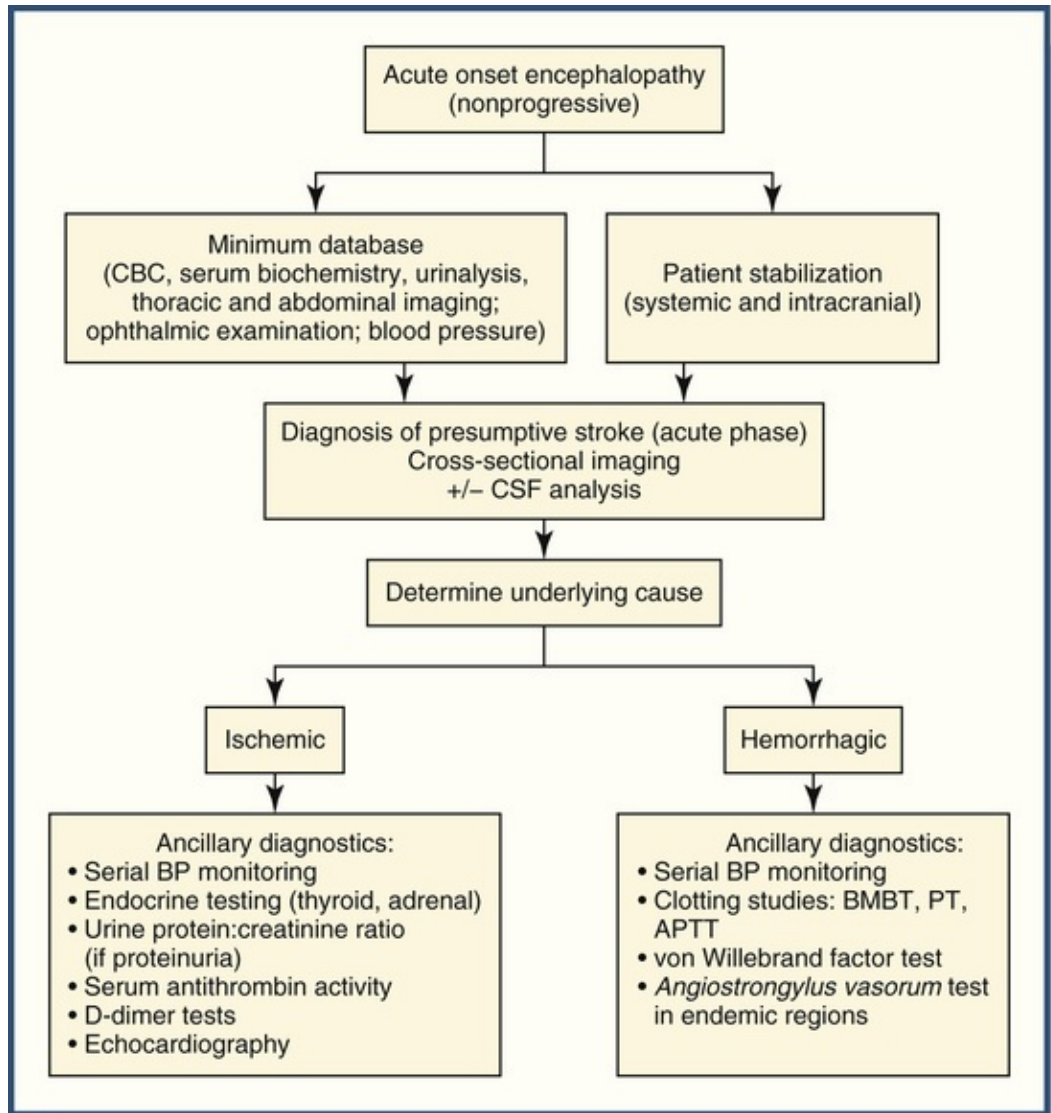 Acute onset encephalopathy
(nonprogressive)
Minimum database
(CBC, serum biochemistry, urinalysis,
thoracic and abdominal imaging;
ophthalmic examination; blood pressure)
Patient stabilization
(systemic and intracranial)
Diagnosis of presumptive stroke (acute phase)
Cross-sectional imaging
+/− CSF analysis
Determine underlying cause
Ischemic
Hemorrhagic
Ancillary diagnostics:
• Serial BP monitoring
• Endocrine testing (thyroid, adrenal)
• Urine protein:creatinine ratio
(if proteinuria)
• Serum antithrombin activity
• D-dimer tests
• Echocardiography
Ancillary diagnostics:
• Serial BP monitoring
• Clotting studies: BMBT, PT,
APTT
• von Willebrand factor test
• Angiostrongylus vasorum test
in endemic regions